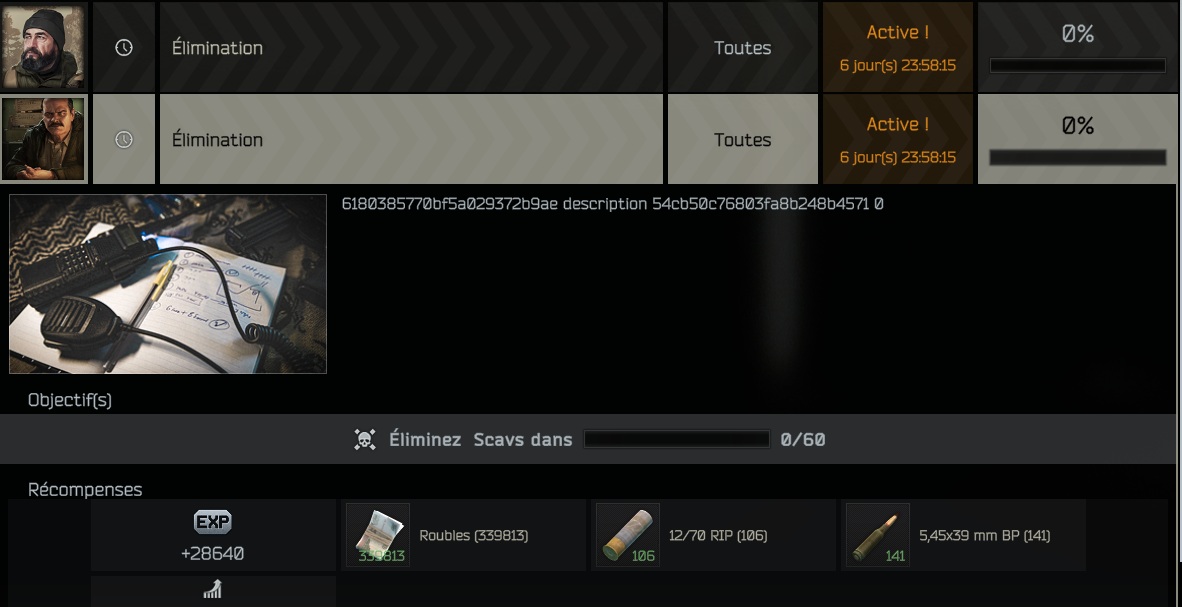 Élimination
Toutes
Active !
6 jour(s) 23:58:15
0%
Élimination
Toutes
Active !
6 jour(s) 23:58:15
0%
6180385770bf5a029372b9ae description 54cb50c76803fa8b248b4571 0
Objectif(s)
Éliminez Scavs dans 0/60
Récompenses
EXP
+28640
339813
Roubles (339813)
106
12/70 RIP (106)
141
5,45x39 mm BP (141)